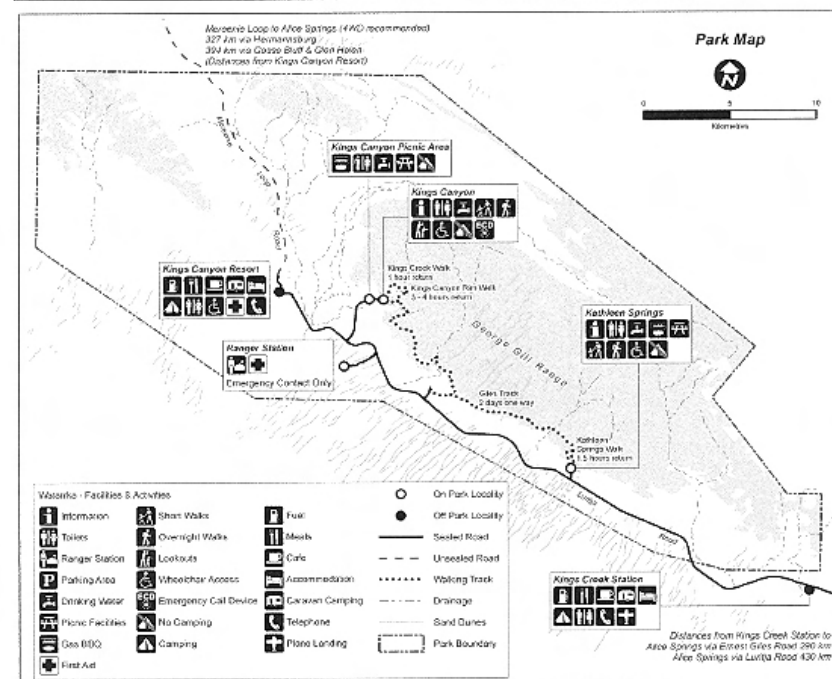 Mereenie Loop to Alice Springs (4WD recommended)
327 km via Hermannsburg
394 km via Gosse Bluff & Glen Helen
(Distances from Kings Canyon Resort)
Park Map
N
0 5 10
Kilometres
Mereenie Loop Road
Kings Canyon Picnic Area
Kings Canyon
ECD
Kings Creek Walk
1 hour return
Kings Canyon Rim Walk
3 - 4 hours return
Kings Canyon Resort
Kathleen Springs
George Gill Range
Ranger Station
Emergency Contact Only
Giles Track
2 days one way
Kathleen
Springs Walk
1.5 hours return
Luritja Road
Watarrka - Facilities & Activities
Information
Toilets
Ranger Station
P Parking Area
Drinking Water
Picnic Facilities
Gas BBQ
First Aid
Short Walks
Overnight Walks
Lookouts
Wheelchair Access
ECD Emergency Call Device
No Camping
Camping
Fuel
Meals
Cafe
Accommodation
Caravan Camping
Telephone
Plane Landing
On Park Locality
Off Park Locality
Sealed Road
Unsealed Road
Walking Track
Drainage
Sand Dunes
Park Boundary
Kings Creek Station
Distances from Kings Creek Station to
Alice Springs via Ernest Giles Road 290 km
Alice Springs via Luritja Road 430 km